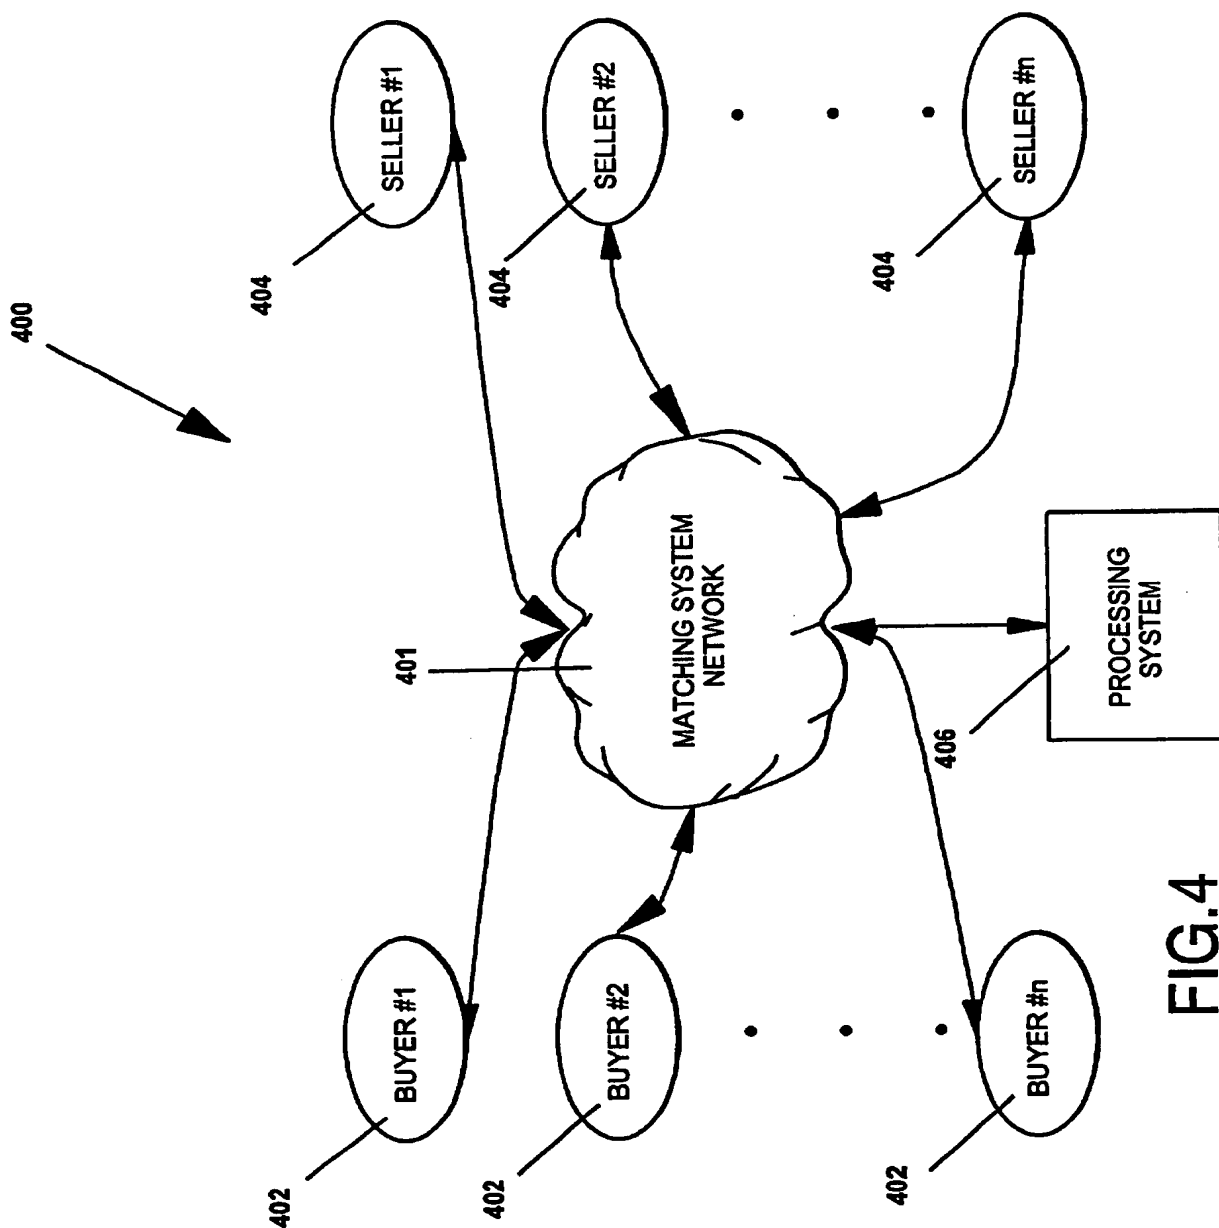 400
402
BUYER #1
404
SELLER #1
401
402
BUYER #2
MATCHING SYSTEM
NETWORK
404
SELLER #2
402
BUYER #n
404
SELLER #n
406
PROCESSING
SYSTEM
FIG.4